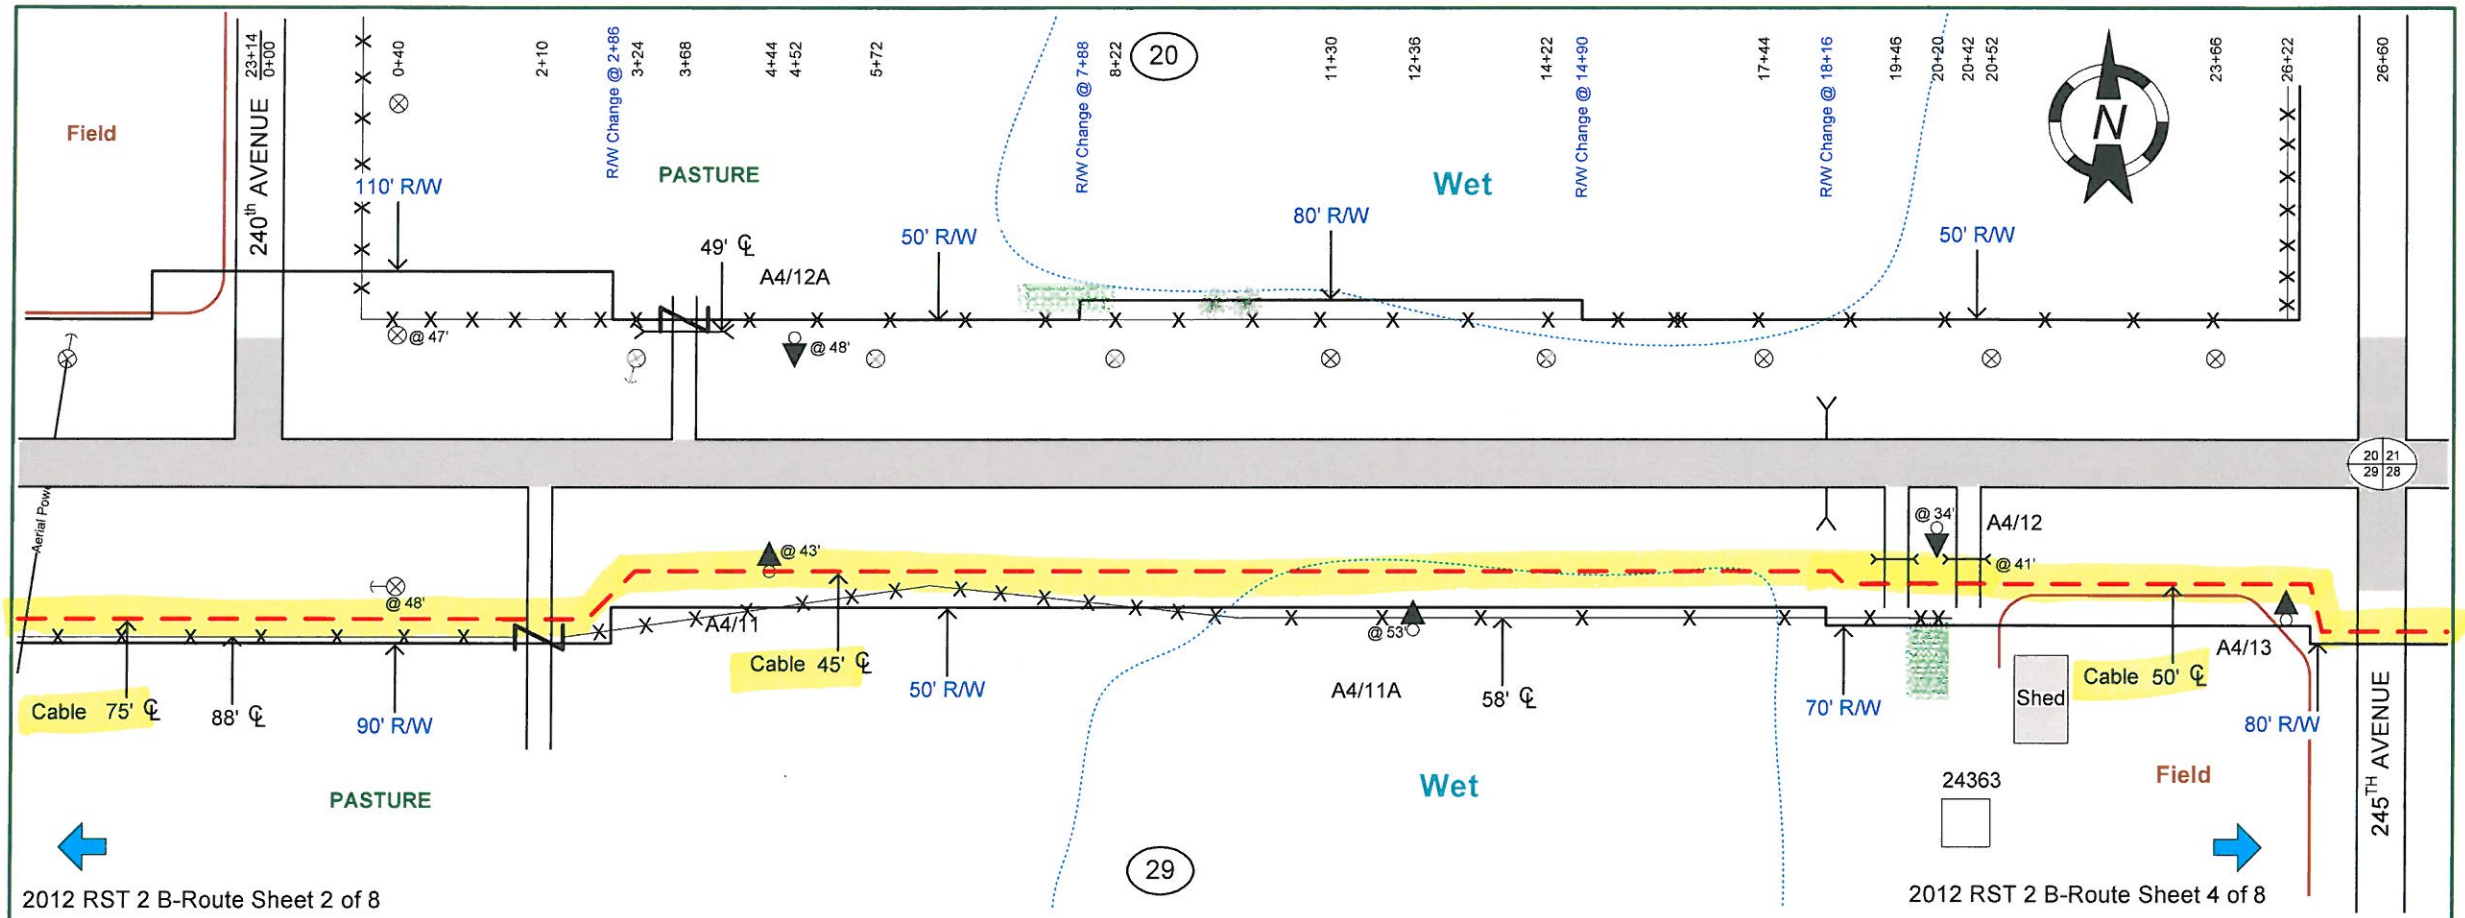 23+14
0+00
0+40
2+10
R/W Change @ 2+86
3+24
3+68
4+44
4+52
5+72
R/W Change @ 7+88
8+22
20
11+30
12+36
14+22
R/W Change @ 14+90
17+44
R/W Change @ 18+16
19+46
20+20
20+42
20+52
23+66
26+22
26+60
N
Field
240th AVENUE
110' R/W
PASTURE
49' ℄
A4/12A
50' R/W
80' R/W
Wet
50' R/W
@ 47'
@ 48'
20 21
29 28
Aerial Powe
@ 48'
@ 43'
@ 34'
A4/12
@ 41'
A4/11
@ 53'
Cable 75' ℄
88' ℄
90' R/W
Cable 45' ℄
50' R/W
A4/11A
58' ℄
70' R/W
Shed
Cable 50' ℄
A4/13
80' R/W
245TH AVENUE
PASTURE
Wet
24363
Field
29
2012 RST 2 B-Route Sheet 2 of 8
2012 RST 2 B-Route Sheet 4 of 8